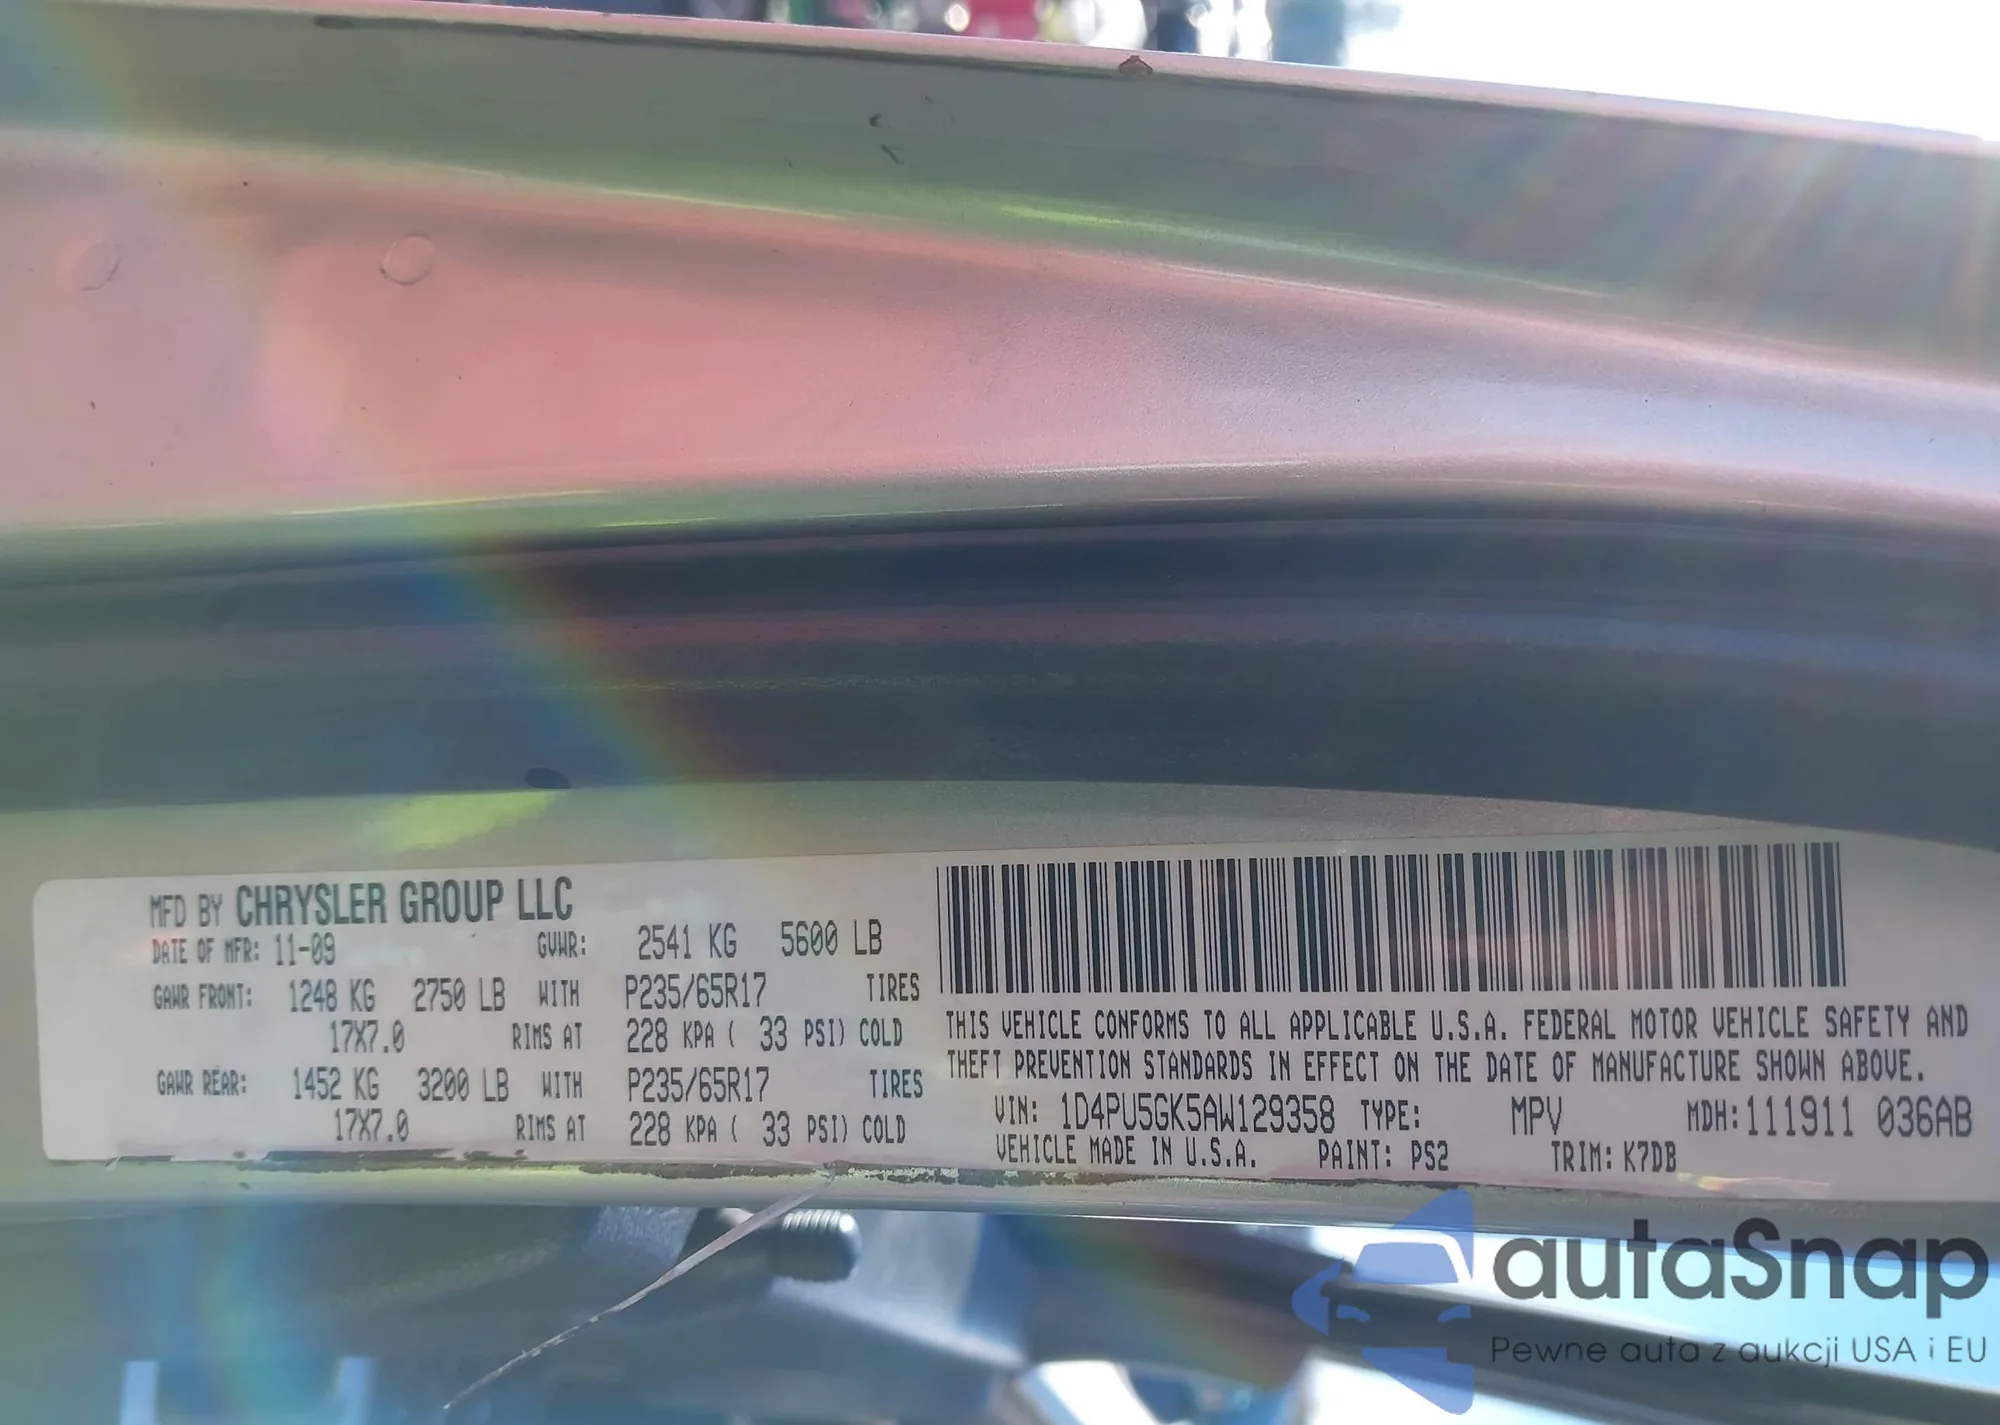 MFD BY CHRYSLER GROUP LLC
DATE OF MFR: 11-09 GVWR: 2541 KG 5600 LB
GAWR FRONT: 1248 KG 2750 LB WITH P235/65R17 TIRES
17X7.0 RIMS AT 228 KPA ( 33 PSI) COLD
GAWR REAR: 1452 KG 3200 LB WITH P235/65R17 TIRES
17X7.0 RIMS AT 228 KPA ( 33 PSI) COLD
THIS VEHICLE CONFORMS TO ALL APPLICABLE U.S.A. FEDERAL MOTOR VEHICLE SAFETY AND
THEFT PREVENTION STANDARDS IN EFFECT ON THE DATE OF MANUFACTURE SHOWN ABOVE.
VIN: 1D4PU5GK5AW129358 TYPE: MPV MDH:111911 036AB
VEHICLE MADE IN U.S.A. PAINT: PS2 TRIM: K7DB
autaSnap
Pewne auta z aukcji USA i EU